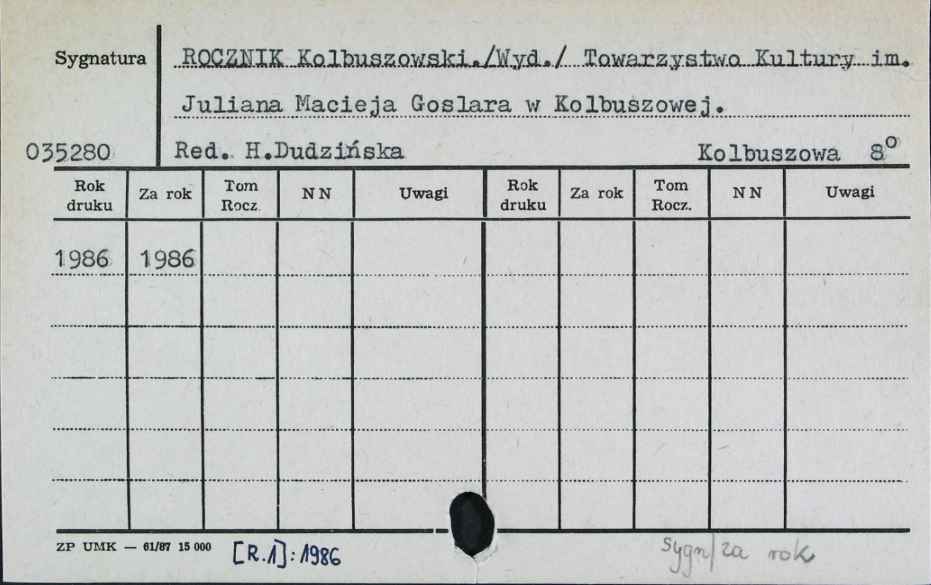 Sygnatura ROCZNIK Kolbuszowski./Wyd./ Towarzystwo Kultury im.
Juliana Macieja Goslara w Kolbuszowej.
035280 Red. H.Dudzińska Kolbuszowa 8°
Rok druku Za rok Tom Rocz. N N Uwagi Rok druku Za rok Tom Rocz. N N Uwagi
1986 1986
ZP UMK — 61/87 15 000 [R.1]: 1986 sygn/za rok